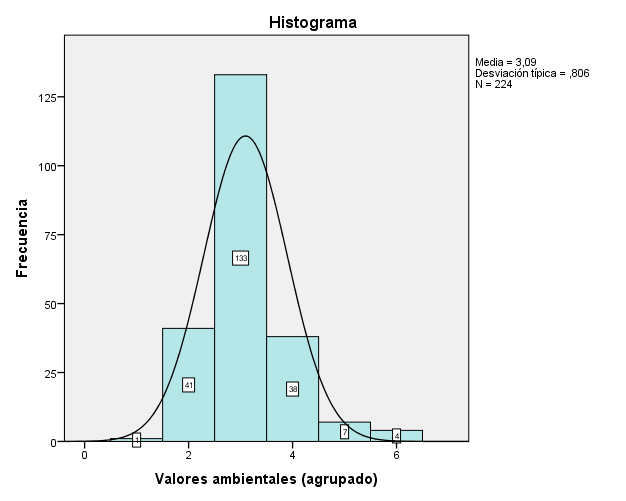 Histograma
Media = 3,09
Desviación típica = ,806
N = 224
Frecuencia
125
100
75
50
25
0
133
41
38
1
7
4
0
2
4
6
Valores ambientales (agrupado)